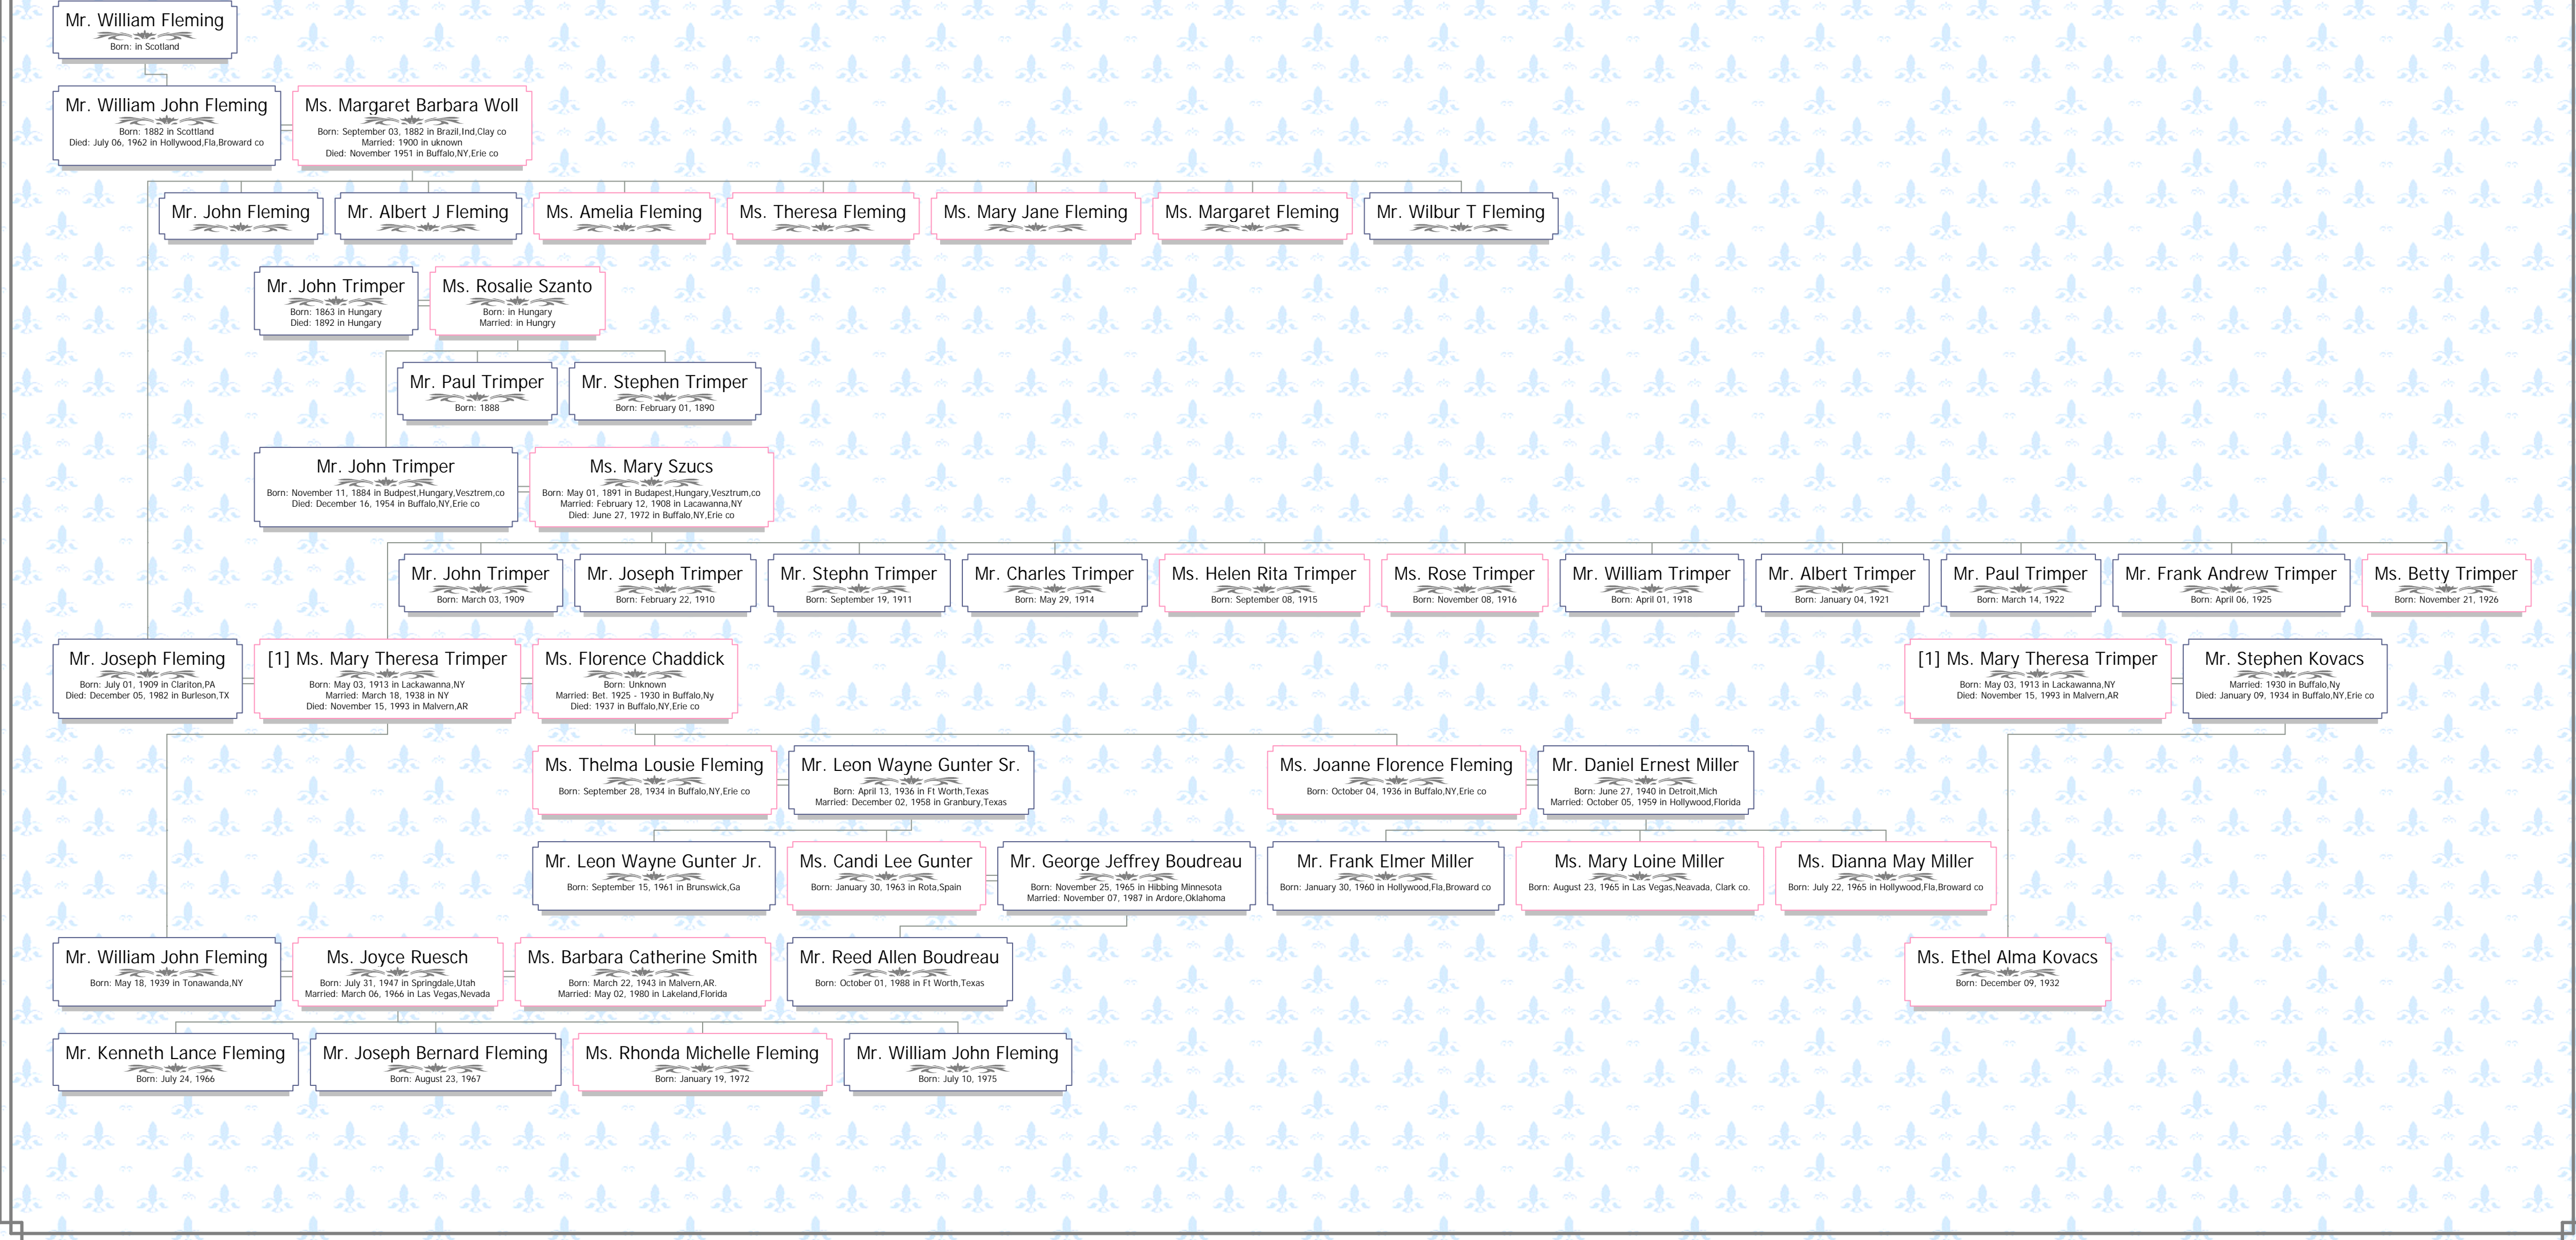 Mr. William Fleming
Born: in Scotland
Mr. William John Fleming
Born: 1882 in Scottland
Died: July 06, 1962 in Hollywood,Fla,Broward co
Ms. Margaret Barbara Woll
Born: September 03, 1882 in Brazil,Ind,Clay co
Married: 1900 in uknown
Died: November 1951 in Buffalo,NY,Erie co
Mr. John Fleming
Mr. Albert J Fleming
Ms. Amelia Fleming
Ms. Theresa Fleming
Ms. Mary Jane Fleming
Ms. Margaret Fleming
Mr. Wilbur T Fleming
Mr. John Trimper
Born: 1863 in Hungary
Died: 1892 in Hungary
Ms. Rosalie Szanto
Born: in Hungary
Married: in Hungry
Mr. Paul Trimper
Born: 1888
Mr. Stephen Trimper
Born: February 01, 1890
Mr. John Trimper
Born: November 11, 1884 in Budpest,Hungary,Vesztrem,co
Died: December 16, 1954 in Buffalo,NY,Erie co
Ms. Mary Szucs
Born: May 01, 1891 in Budapest,Hungary,Vesztrum,co
Married: February 12, 1908 in Lacawanna,NY
Died: June 27, 1972 in Buffalo,NY,Erie co
Mr. John Trimper
Born: March 03, 1909
Mr. Joseph Trimper
Born: February 22, 1910
Mr. Stephn Trimper
Born: September 19, 1911
Mr. Charles Trimper
Born: May 29, 1914
Ms. Helen Rita Trimper
Born: September 08, 1915
Ms. Rose Trimper
Born: November 08, 1916
Mr. William Trimper
Born: April 01, 1918
Mr. Albert Trimper
Born: January 04, 1921
Mr. Paul Trimper
Born: March 14, 1922
Mr. Frank Andrew Trimper
Born: April 06, 1925
Ms. Betty Trimper
Born: November 21, 1926
Mr. Joseph Fleming
Born: July 01, 1909 in Clariton,PA
Died: December 05, 1982 in Burleson,TX
[1] Ms. Mary Theresa Trimper
Born: May 03, 1913 in Lackawanna,NY
Married: March 18, 1938 in NY
Died: November 15, 1993 in Malvern,AR
Ms. Florence Chaddick
Born: Unknown
Married: Bet. 1925 - 1930 in Buffalo,Ny
Died: 1937 in Buffalo,NY,Erie co
[1] Ms. Mary Theresa Trimper
Born: May 03, 1913 in Lackawanna,NY
Died: November 15, 1993 in Malvern,AR
Mr. Stephen Kovacs
Married: 1930 in Buffalo,Ny
Died: January 09, 1934 in Buffalo,NY,Erie co
Ms. Thelma Lousie Fleming
Born: September 28, 1934 in Buffalo,NY,Erie co
Mr. Leon Wayne Gunter Sr.
Born: April 13, 1936 in Ft Worth,Texas
Married: December 02, 1958 in Granbury,Texas
Ms. Joanne Florence Fleming
Born: October 04, 1936 in Buffalo,NY,Erie co
Mr. Daniel Ernest Miller
Born: June 27, 1940 in Detroit,Mich
Married: October 05, 1959 in Hollywood,Florida
Mr. Leon Wayne Gunter Jr.
Born: September 15, 1961 in Brunswick,Ga
Ms. Candi Lee Gunter
Born: January 30, 1963 in Rota,Spain
Mr. George Jeffrey Boudreau
Born: November 25, 1965 in Hibbing Minnesota
Married: November 07, 1987 in Ardore,Oklahoma
Mr. Frank Elmer Miller
Born: January 30, 1960 in Hollywood,Fla,Broward co
Ms. Mary Loine Miller
Born: August 23, 1965 in Las Vegas,Neavada, Clark co.
Ms. Dianna May Miller
Born: July 22, 1965 in Hollywood,Fla,Broward co
Mr. William John Fleming
Born: May 18, 1939 in Tonawanda,NY
Ms. Joyce Ruesch
Born: July 31, 1947 in Springdale,Utah
Married: March 06, 1966 in Las Vegas,Nevada
Ms. Barbara Catherine Smith
Born: March 22, 1943 in Malvern,AR.
Married: May 02, 1980 in Lakeland,Florida
Mr. Reed Allen Boudreau
Born: October 01, 1988 in Ft Worth,Texas
Ms. Ethel Alma Kovacs
Born: December 09, 1932
Mr. Kenneth Lance Fleming
Born: July 24, 1966
Mr. Joseph Bernard Fleming
Born: August 23, 1967
Ms. Rhonda Michelle Fleming
Born: January 19, 1972
Mr. William John Fleming
Born: July 10, 1975